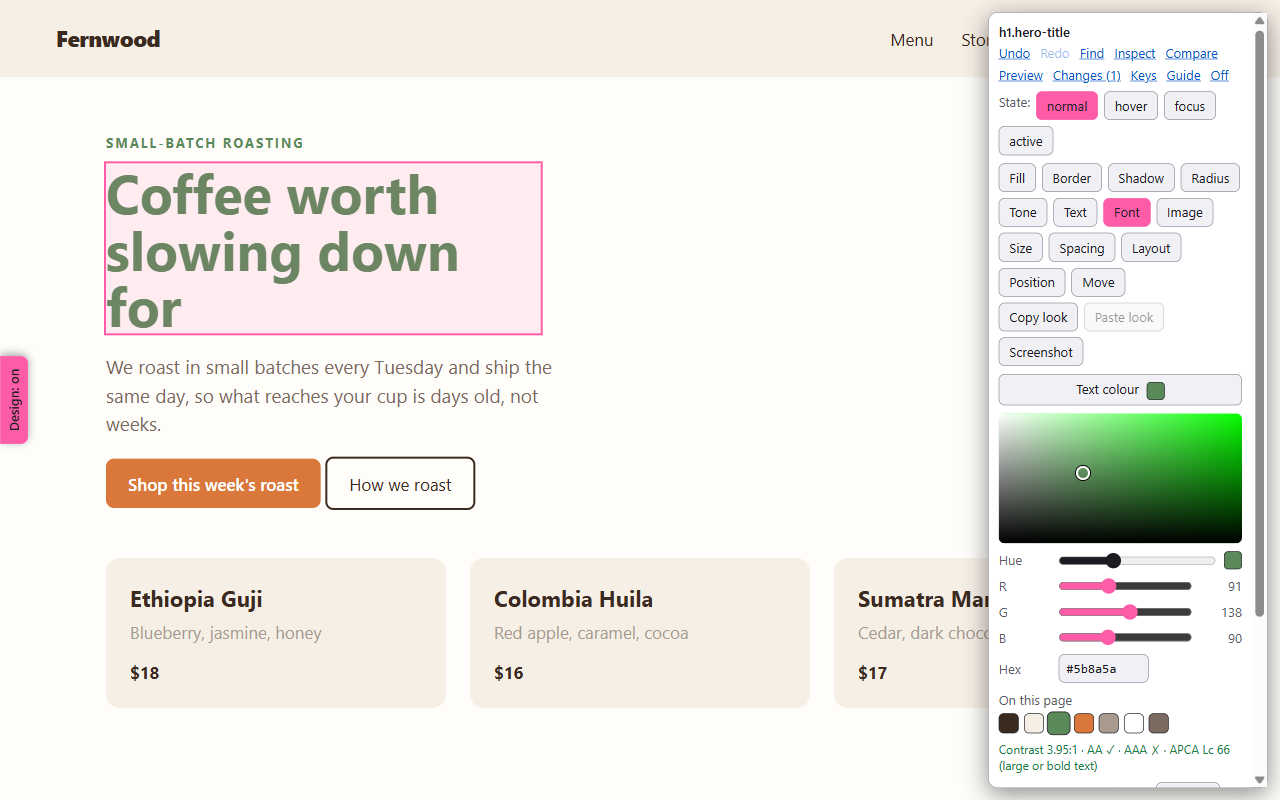 Fernwood
Menu
SMALL-BATCH ROASTING
Coffee worth
slowing down
for
We roast in small batches every Tuesday and ship the
same day, so what reaches your cup is days old, not
weeks.
Shop this week's roast
How we roast
Ethiopia Guji
Blueberry, jasmine, honey
$18
Colombia Huila
Red apple, caramel, cocoa
$16
Cedar, dark
$17
Design: on
h1.hero-title
Undo Redo Find Inspect Compare
Preview Changes (1) Keys Guide Off
State: normal hover focus
active
Fill Border Shadow Radius
Tone Text Font Image
Size Spacing Layout
Position Move
Copy look Paste look
Screenshot
Text colour
Hue
R 91
G 138
B 90
Hex #5b8a5a
On this page
Contrast 3.95:1 · AA ✓ · AAA ✗ · APCA Lc 66
(large or bold text)